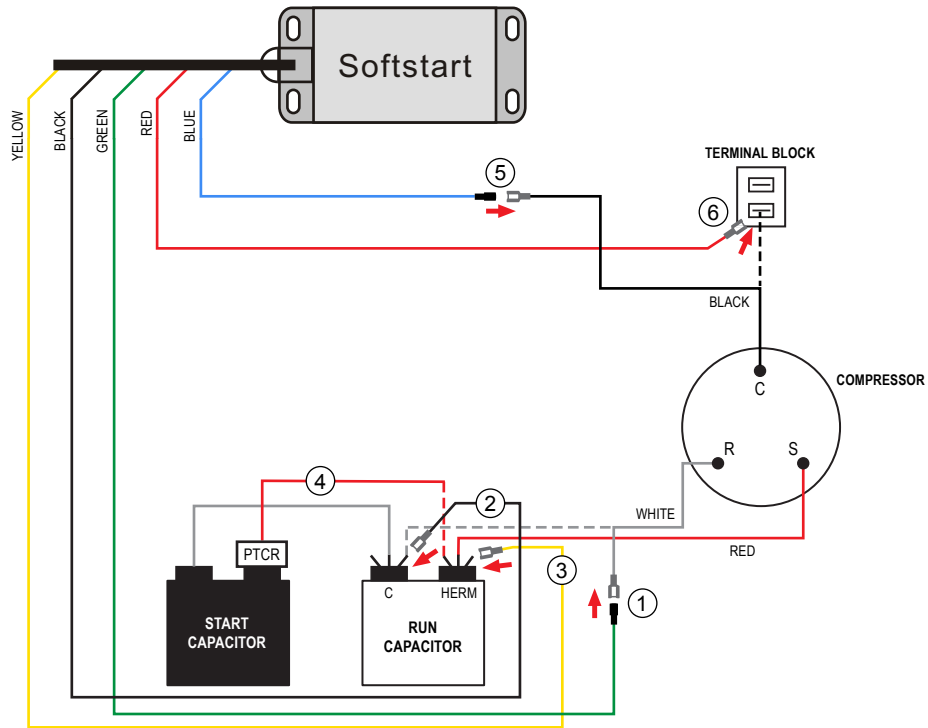 Softstart
YELLOW
BLACK
GREEN
RED
BLUE
5
TERMINAL BLOCK
6
BLACK
COMPRESSOR
C
R
S
4
2
WHITE
RED
PTCR
3
C
HERM
1
START
CAPACITOR
RUN
CAPACITOR